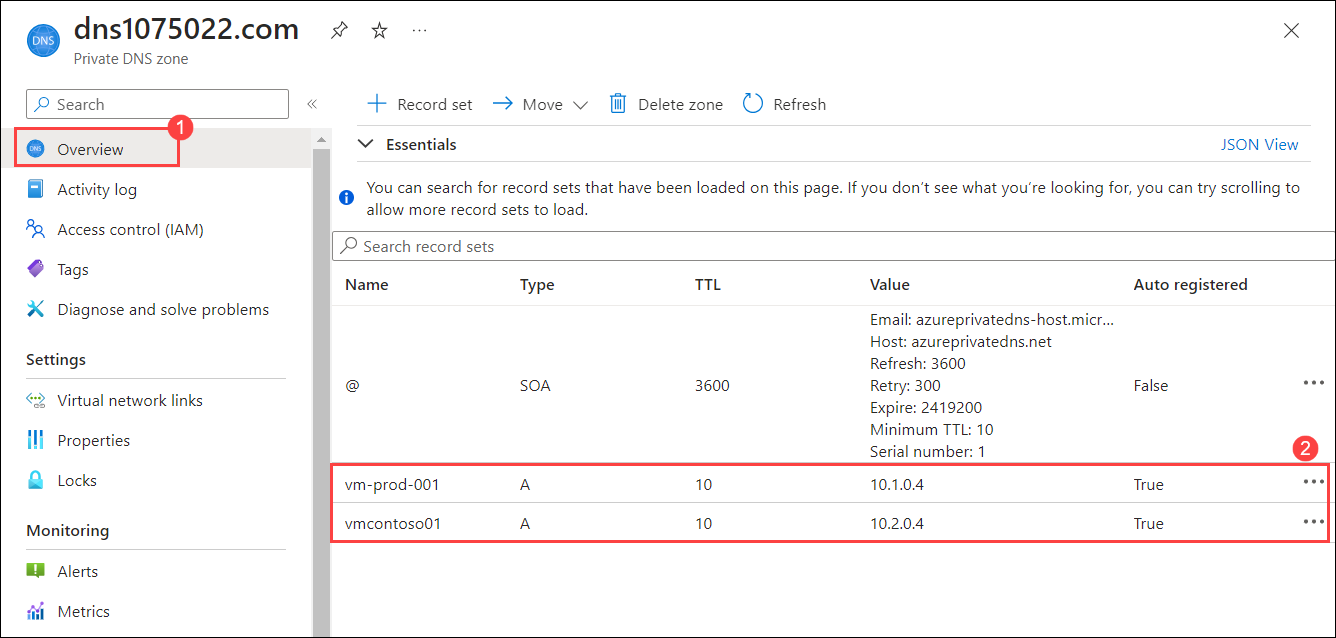 DNS
dns1075022.com
...
Private DNS zone
Search
«
Record set
Move
Delete zone
Refresh
1
DNS
Overview
Activity log
Access control (IAM)
Tags
Diagnose and solve problems
Settings
Virtual network links
Properties
Locks
Monitoring
Alerts
Metrics
Essentials
JSON View
You can search for record sets that have been loaded on this page. If you don't see what you're looking for, you can try scrolling to
allow more record sets to load.
Search record sets
Name Type TTL Value Auto registered
Email: azureprivatedns-host.micr...
Host: azureprivatedns.net
Refresh: 3600
@ SOA 3600 Retry: 300 False ...
Expire: 2419200
Minimum TTL: 10
Serial number: 1
2
vm-prod-001 A 10 10.1.0.4 True ...
vmcontoso01 A 10 10.2.0.4 True ...